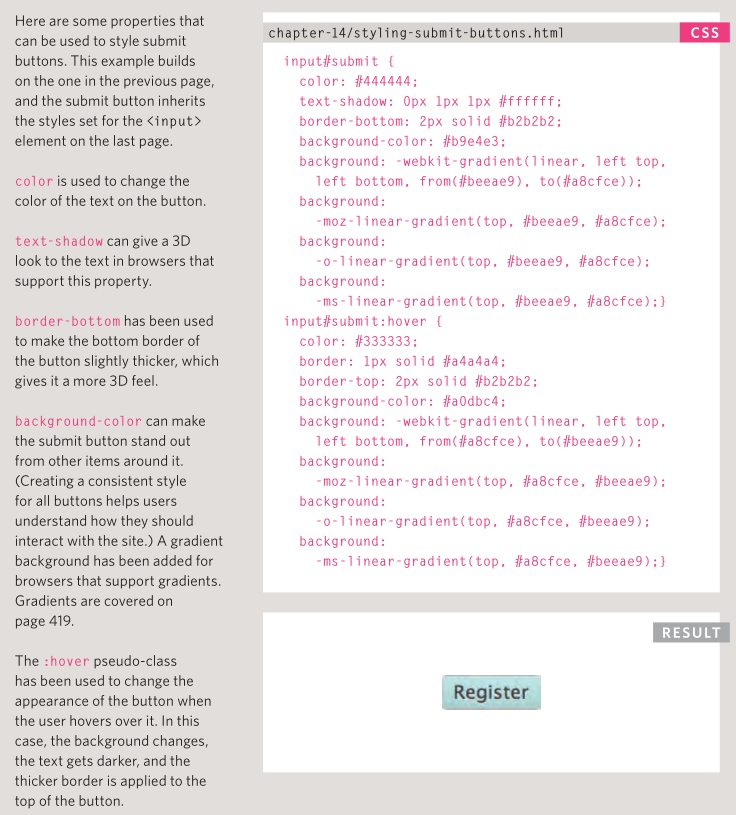 Here are some properties that
can be used to style submit
buttons. This example builds
on the one in the previous page,
and the submit button inherits
the styles set for the <input>
element on the last page.
color is used to change the
color of the text on the button.
text-shadow can give a 3D
look to the text in browsers that
support this property.
border-bottom has been used
to make the bottom border of
the button slightly thicker, which
gives it a more 3D feel.
background-color can make
the submit button stand out
from other items around it.
(Creating a consistent style
for all buttons helps users
understand how they should
interact with the site.) A gradient
background has been added for
browsers that support gradients.
Gradients are covered on
page 419.
The :hover pseudo-class
has been used to change the
appearance of the button when
the user hovers over it. In this
case, the background changes,
the text gets darker, and the
thicker border is applied to the
top of the button.
chapter-14/styling-submit-buttons.html CSS
input#submit {
color: #444444;
text-shadow: 0px 1px 1px #ffffff;
border-bottom: 2px solid #b2b2b2;
background-color: #b9e4e3;
background: -webkit-gradient(linear, left top,
left bottom, from(#beeae9), to(#a8cfce));
background:
-moz-linear-gradient(top, #beeae9, #a8cfce);
background:
-o-linear-gradient(top, #beeae9, #a8cfce);
background:
-ms-linear-gradient(top, #beeae9, #a8cfce);}
input#submit:hover {
color: #333333;
border: 1px solid #a4a4a4;
border-top: 2px solid #b2b2b2;
background-color: #a0dbc4;
background: -webkit-gradient(linear, left top,
left bottom, from(#a8cfce), to(#beeae9));
background:
-moz-linear-gradient(top, #a8cfce, #beeae9);
background:
-o-linear-gradient(top, #a8cfce, #beeae9);
background:
-ms-linear-gradient(top, #a8cfce, #beeae9);}
RESULT
Register